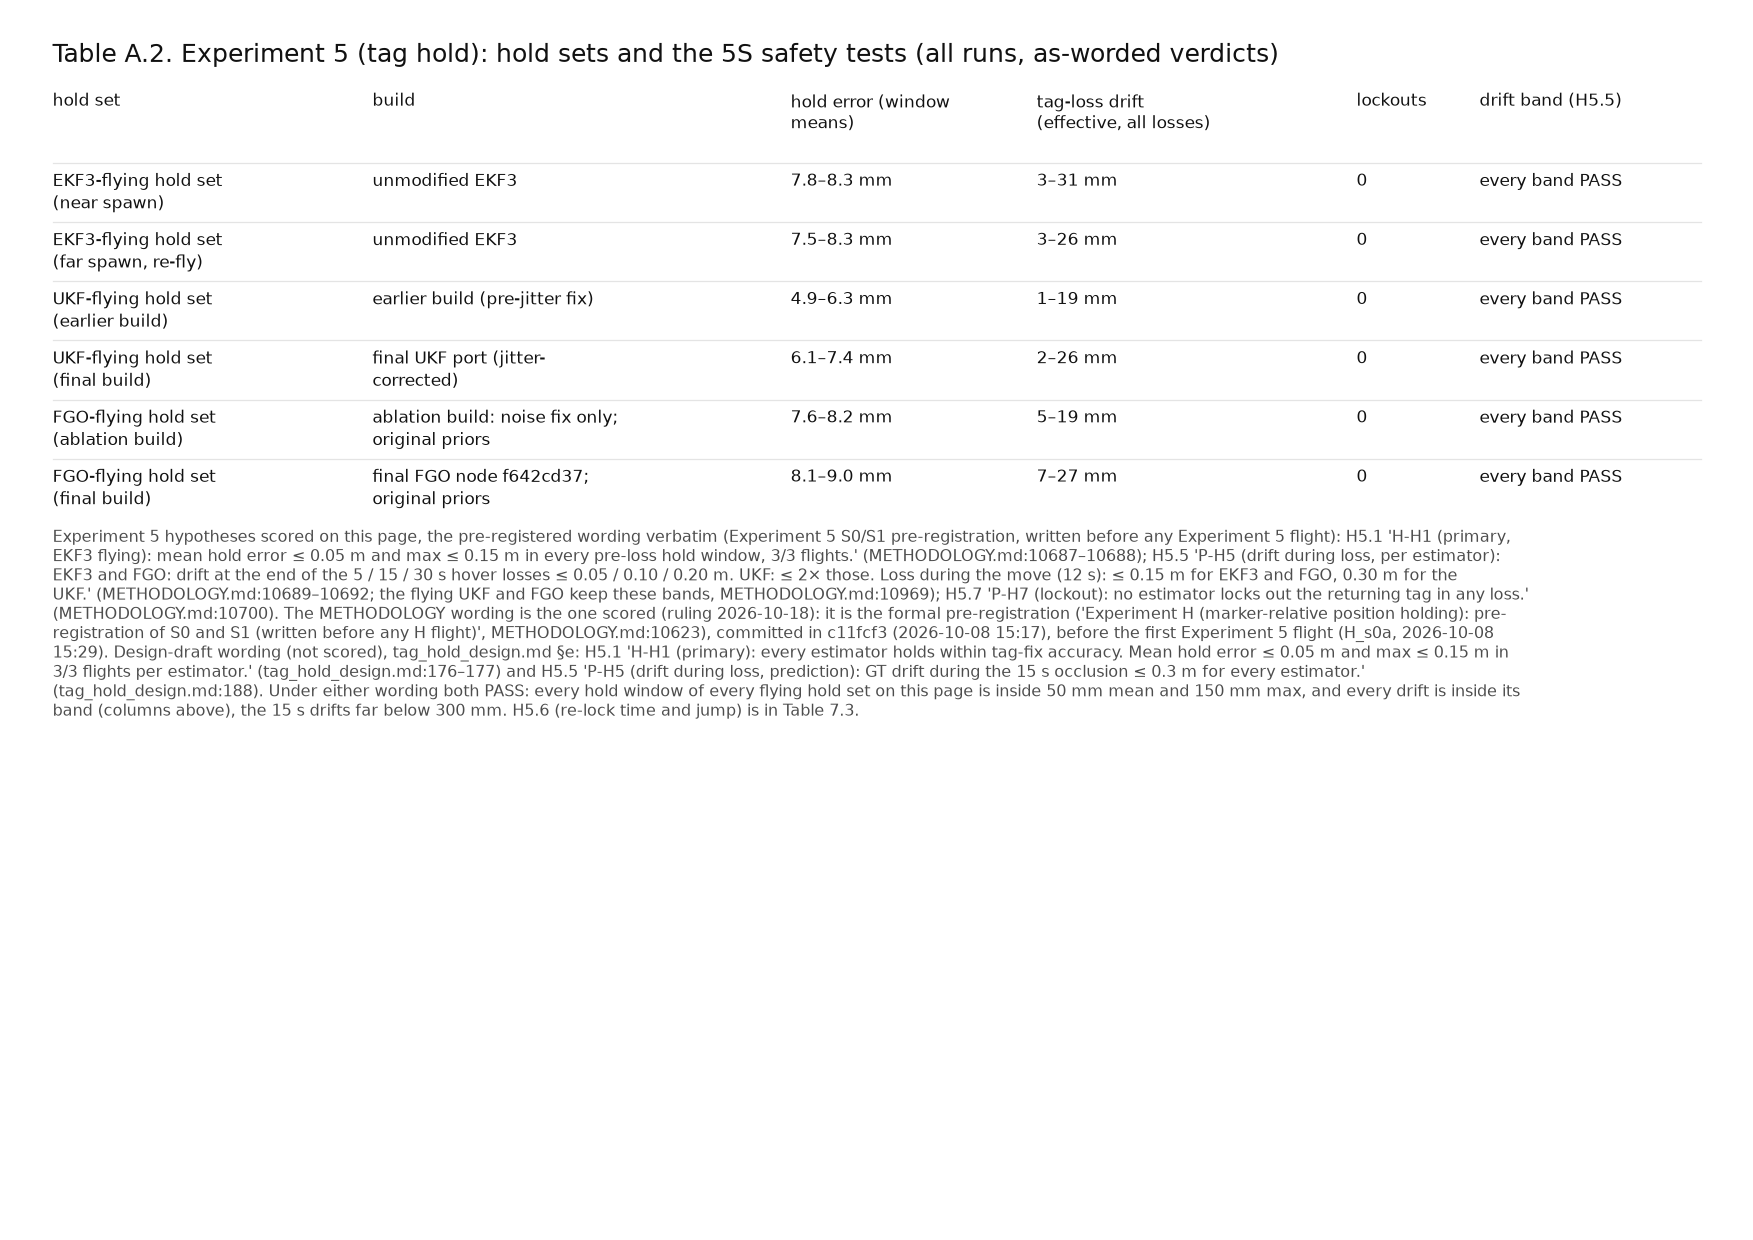 Table A.2. Experiment 5 (tag hold): hold sets and the 5S safety tests (all runs, as-worded verdicts)
hold set build hold error (window means) tag-loss drift (effective, all losses) lockouts drift band (H5.5)
EKF3-flying hold set (near spawn) unmodified EKF3 7.8–8.3 mm 3–31 mm 0 every band PASS
EKF3-flying hold set (far spawn, re-fly) unmodified EKF3 7.5–8.3 mm 3–26 mm 0 every band PASS
UKF-flying hold set (earlier build) earlier build (pre-jitter fix) 4.9–6.3 mm 1–19 mm 0 every band PASS
UKF-flying hold set (final build) final UKF port (jitter-corrected) 6.1–7.4 mm 2–26 mm 0 every band PASS
FGO-flying hold set (ablation build) ablation build: noise fix only; original priors 7.6–8.2 mm 5–19 mm 0 every band PASS
FGO-flying hold set (final build) final FGO node f642cd37; original priors 8.1–9.0 mm 7–27 mm 0 every band PASS
Experiment 5 hypotheses scored on this page, the pre-registered wording verbatim (Experiment 5 S0/S1 pre-registration, written before any Experiment 5 flight): H5.1 'H-H1 (primary,
EKF3 flying): mean hold error ≤ 0.05 m and max ≤ 0.15 m in every pre-loss hold window, 3/3 flights.' (METHODOLOGY.md:10687–10688); H5.5 'P-H5 (drift during loss, per estimator):
EKF3 and FGO: drift at the end of the 5 / 15 / 30 s hover losses ≤ 0.05 / 0.10 / 0.20 m. UKF: ≤ 2× those. Loss during the move (12 s): ≤ 0.15 m for EKF3 and FGO, 0.30 m for the
UKF.' (METHODOLOGY.md:10689–10692; the flying UKF and FGO keep these bands, METHODOLOGY.md:10969); H5.7 'P-H7 (lockout): no estimator locks out the returning tag in any loss.'
(METHODOLOGY.md:10700). The METHODOLOGY wording is the one scored (ruling 2026-10-18): it is the formal pre-registration ('Experiment H (marker-relative position holding): pre-
registration of S0 and S1 (written before any H flight)', METHODOLOGY.md:10623), committed in c11fcf3 (2026-10-08 15:17), before the first Experiment 5 flight (H_s0a, 2026-10-08
15:29). Design-draft wording (not scored), tag_hold_design.md §e: H5.1 'H-H1 (primary): every estimator holds within tag-fix accuracy. Mean hold error ≤ 0.05 m and max ≤ 0.15 m in
3/3 flights per estimator.' (tag_hold_design.md:176–177) and H5.5 'P-H5 (drift during loss, prediction): GT drift during the 15 s occlusion ≤ 0.3 m for every estimator.'
(tag_hold_design.md:188). Under either wording both PASS: every hold window of every flying hold set on this page is inside 50 mm mean and 150 mm max, and every drift is inside its
band (columns above), the 15 s drifts far below 300 mm. H5.6 (re-lock time and jump) is in Table 7.3.